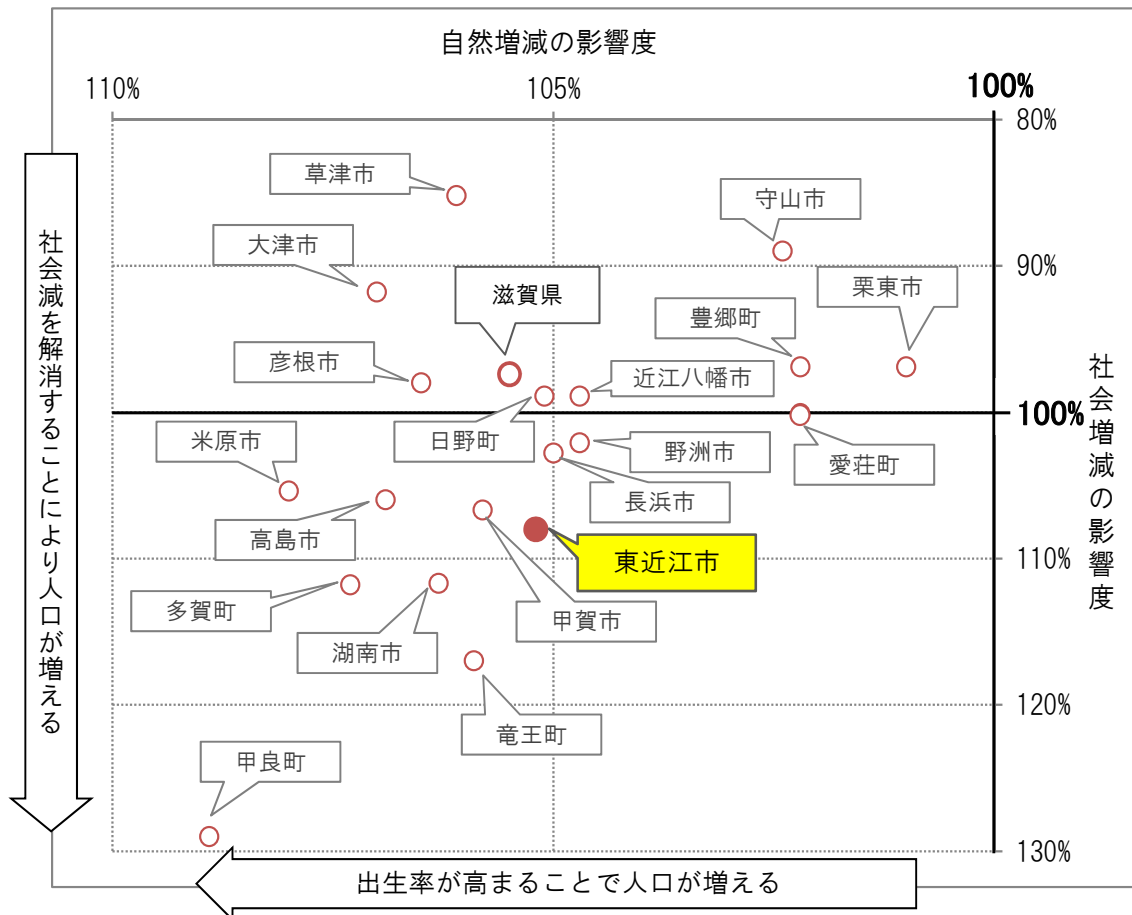 自然増減の影響度
110%
105%
100%
80%
草津市
守山市
大津市
90%
滋賀県
栗東市
豊郷町
彦根市
近江八幡市
100%
米原市
日野町
野洲市
愛荘町
長浜市
高島市
東近江市
110%
多賀町
甲賀市
湖南市
120%
竜王町
甲良町
130%
社会減を解消することにより人口が増える
社会増減の影響度
出生率が高まることで人口が増える